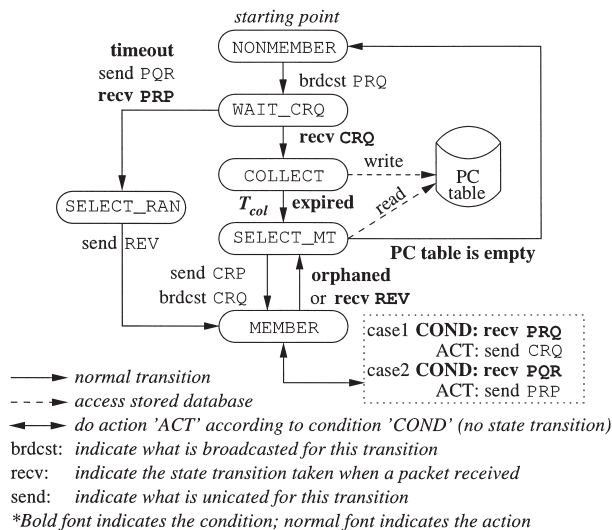 starting point
NONMEMBER
timeout
send PQR
recv PRP
brdcst PRQ
WAIT_CRQ
recv CRQ
COLLECT
write
PC
table
read
T_col expired
SELECT_RAN
SELECT_MT
send REV
PC table is empty
send CRP
brdcst CRQ
orphaned
or recv REV
MEMBER
case1 COND: recv PRQ
ACT: send CRQ
case2 COND: recv PQR
ACT: send PRP
normal transition
access stored database
do action 'ACT' according to condition 'COND' (no state transition)
brdcst: indicate what is broadcasted for this transition
recv: indicate the state transition taken when a packet received
send: indicate what is unicated for this transition
*Bold font indicates the condition; normal font indicates the action